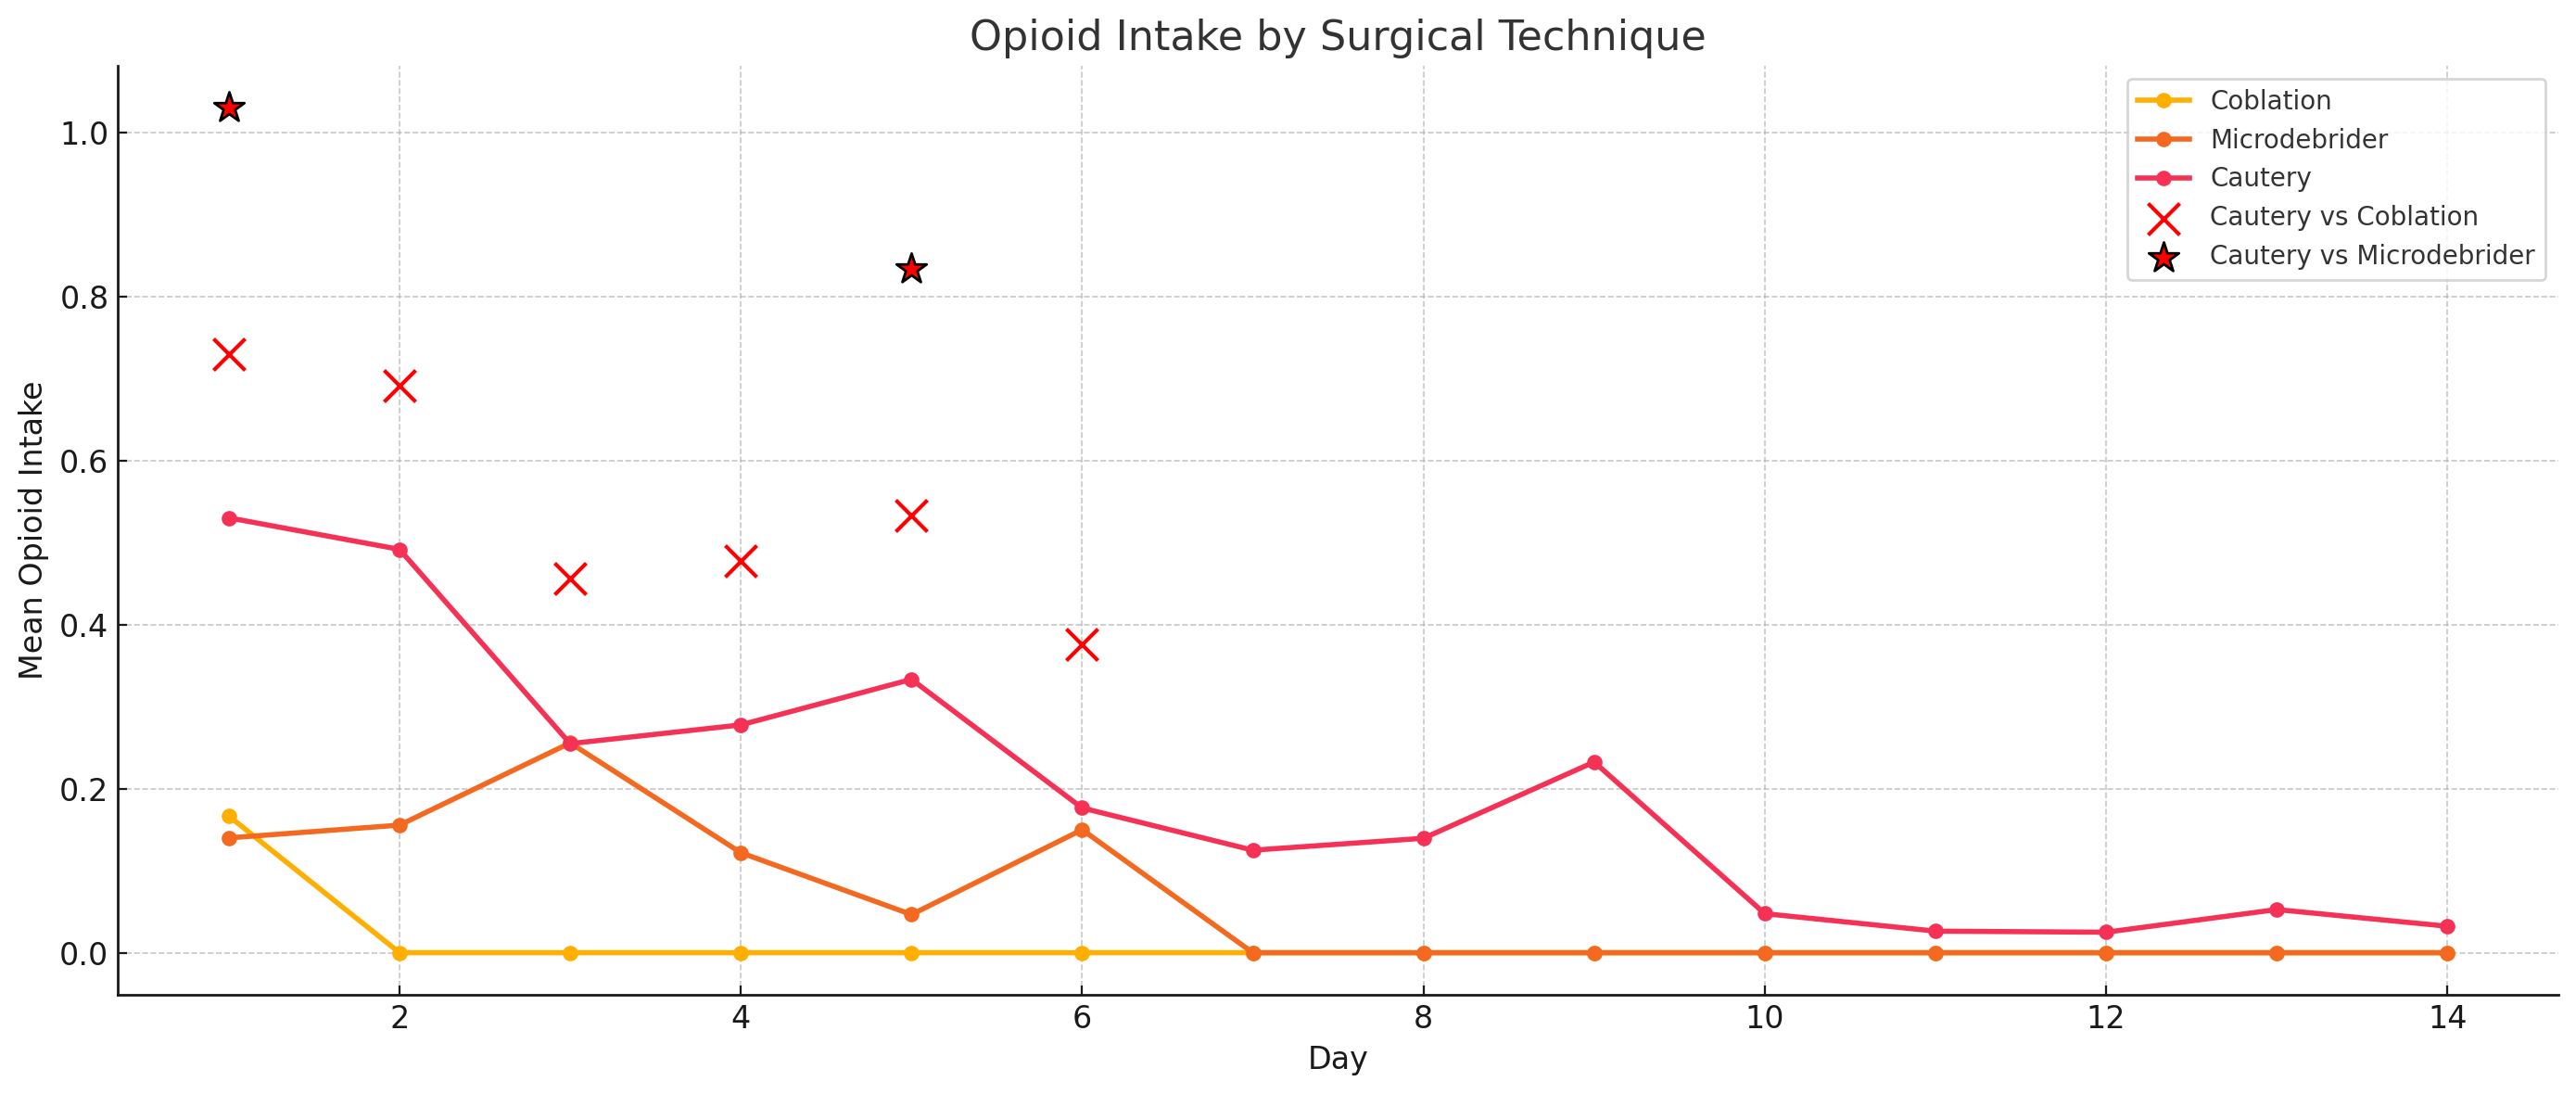 Opioid Intake by Surgical Technique
Coblation
Microdebrider
Cautery
Cautery vs Coblation
Cautery vs Microdebrider
Mean Opioid Intake
1.0
0.8
0.6
0.4
0.2
0.0
2 4 6 8 10 12 14
Day